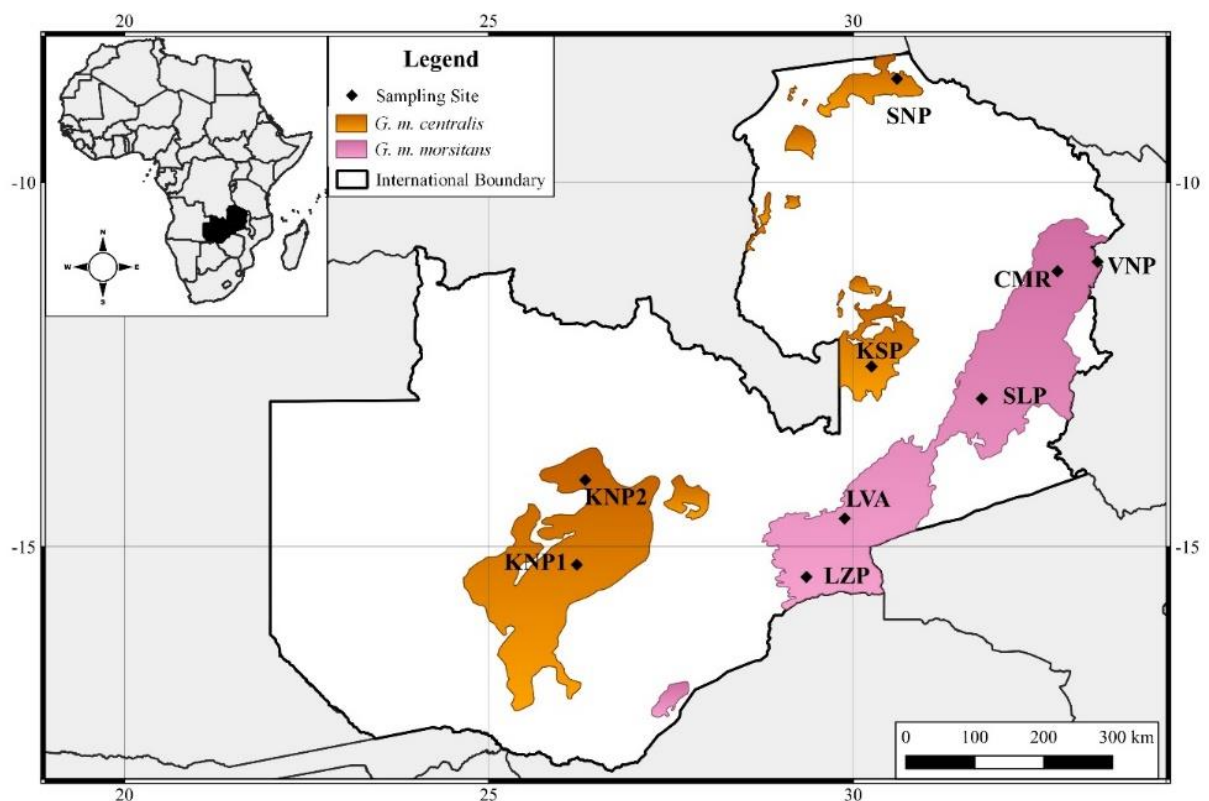 20 25 30
Legend
Sampling Site
G. m. centralis
G. m. morsitans
International Boundary
N
W E
S
SNP
-10 -10
CMR VNP
KSP
SLP
KNP2
LVA
-15 -15
KNP1
LZP
0 100 200 300 km
20 25 30